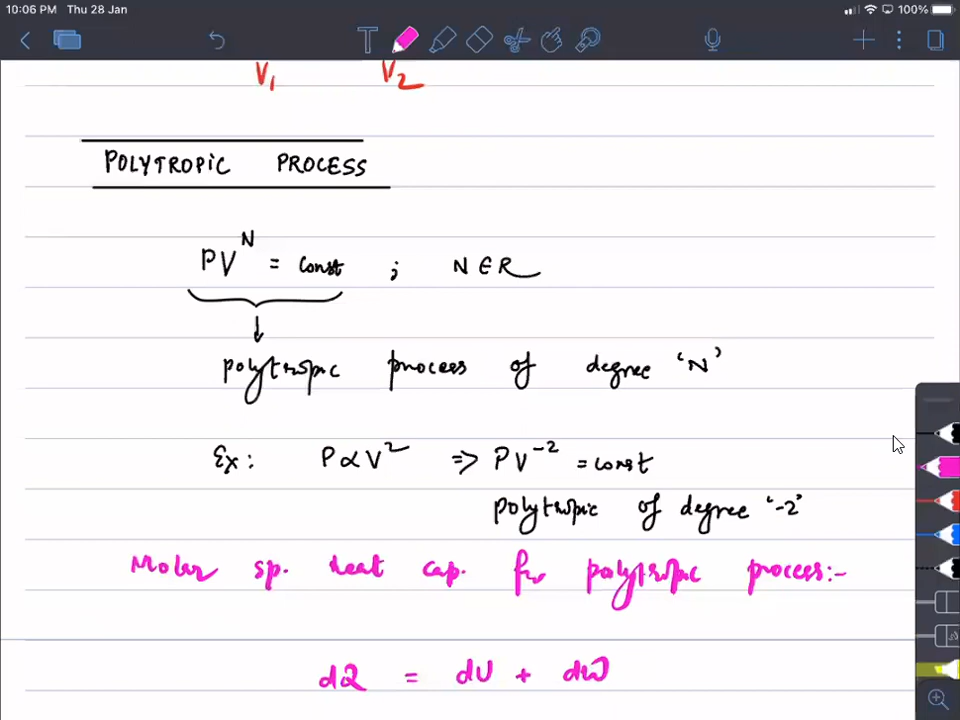 10:06 PM Thu 28 Jan 100%
V1 V2
POLYTROPIC PROCESS
PV^N = const ; N ∈ R
polytropic process of degree 'N'
Ex: P ∝ V² => PV⁻² = const
polytropic of degree '-2'
Molar sp. heat cap. for polytropic process:-
dQ = dU + dW